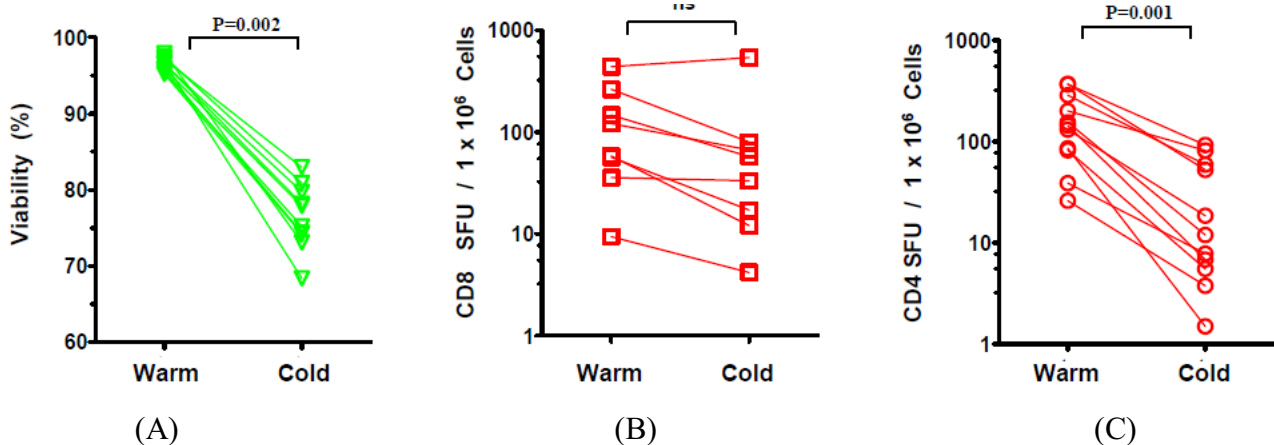 P=0.002
100
90
80
70
60
Viability (%)
Warm
Cold
(A)
ns
1000
100
10
1
CD8 SFU / 1 x 10⁶ Cells
Warm
Cold
(B)
P=0.001
1000
100
10
1
CD4 SFU / 1 x 10⁶ Cells
Warm
Cold
(C)